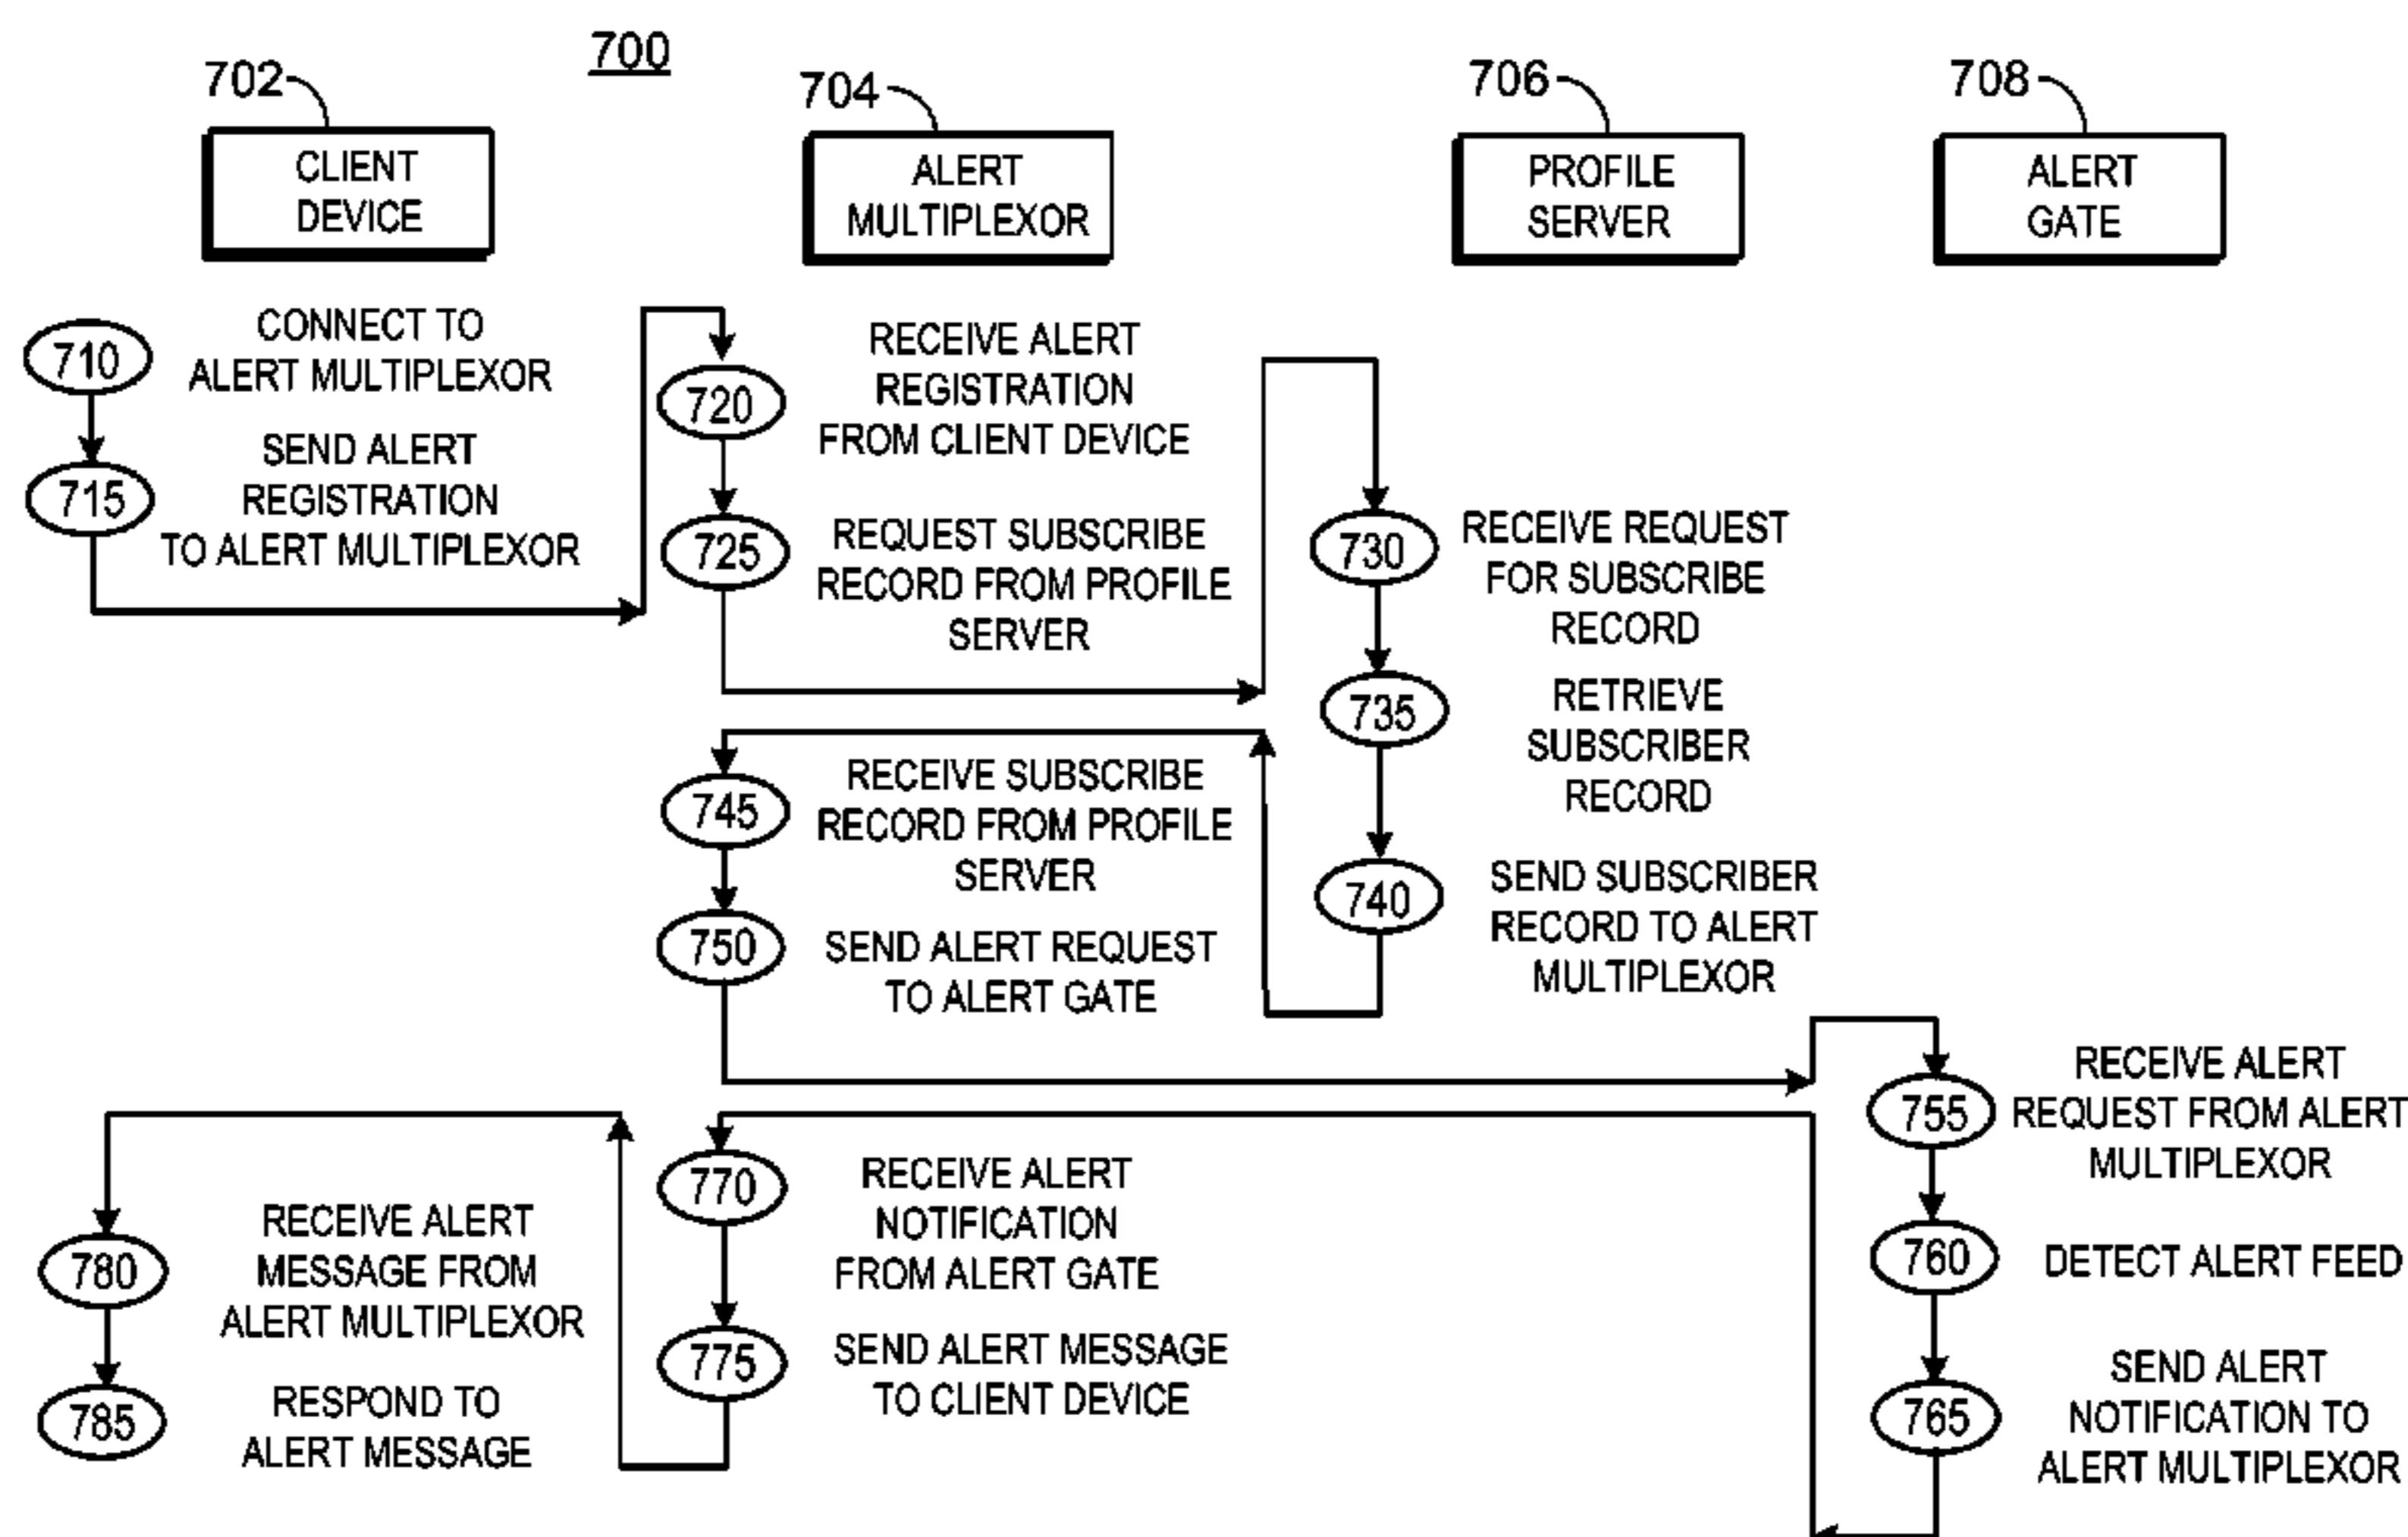 700
702
704
706
708
CLIENT
DEVICE
ALERT
MULTIPLEXOR
PROFILE
SERVER
ALERT
GATE
710
CONNECT TO
ALERT MULTIPLEXOR
715
SEND ALERT
REGISTRATION
TO ALERT MULTIPLEXOR
720
RECEIVE ALERT
REGISTRATION
FROM CLIENT DEVICE
725
REQUEST SUBSCRIBE
RECORD FROM PROFILE
SERVER
730
RECEIVE REQUEST
FOR SUBSCRIBE
RECORD
735
RETRIEVE
SUBSCRIBER
RECORD
740
SEND SUBSCRIBER
RECORD TO ALERT
MULTIPLEXOR
745
RECEIVE SUBSCRIBE
RECORD FROM PROFILE
SERVER
750
SEND ALERT REQUEST
TO ALERT GATE
755
RECEIVE ALERT
REQUEST FROM ALERT
MULTIPLEXOR
760
DETECT ALERT FEED
765
SEND ALERT
NOTIFICATION TO
ALERT MULTIPLEXOR
770
RECEIVE ALERT
NOTIFICATION
FROM ALERT GATE
775
SEND ALERT MESSAGE
TO CLIENT DEVICE
780
RECEIVE ALERT
MESSAGE FROM
ALERT MULTIPLEXOR
785
RESPOND TO
ALERT MESSAGE